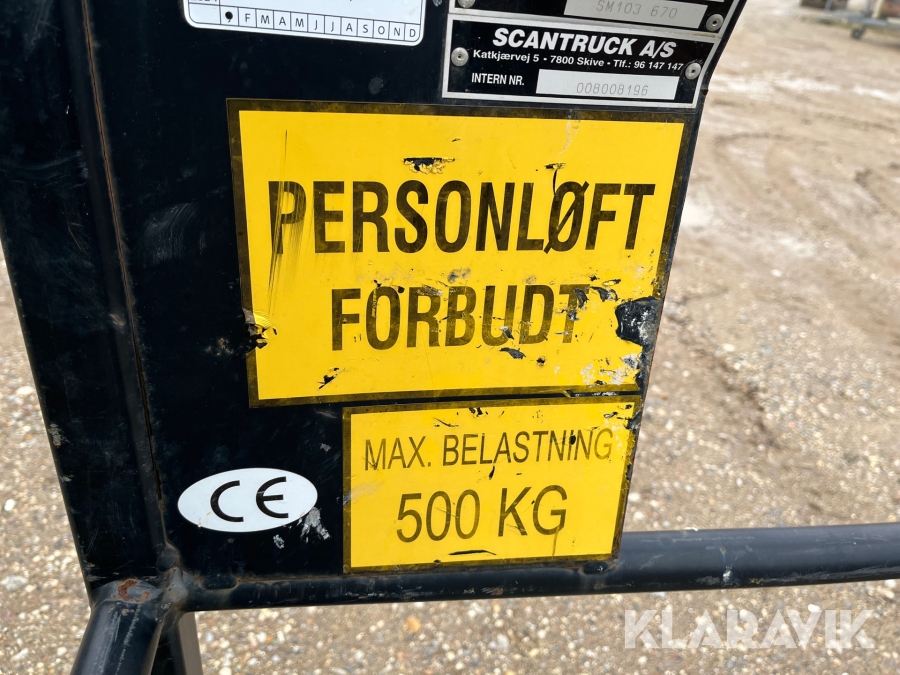 F M A M J J A S O N D
SM103 670
SCANTRUCK A/S
Katkjærvej 5 • 7800 Skive • Tlf.: 96 147 147
INTERN NR. 008008196
PERSONLØFT
FORBUDT
MAX. BELASTNING
500 KG
CE
KLARAVIK